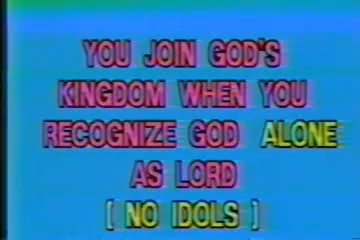 YOU JOIN GOD'S
KINGDOM WHEN YOU
RECOGNIZE GOD ALONE
AS LORD
[ NO IDOLS ]